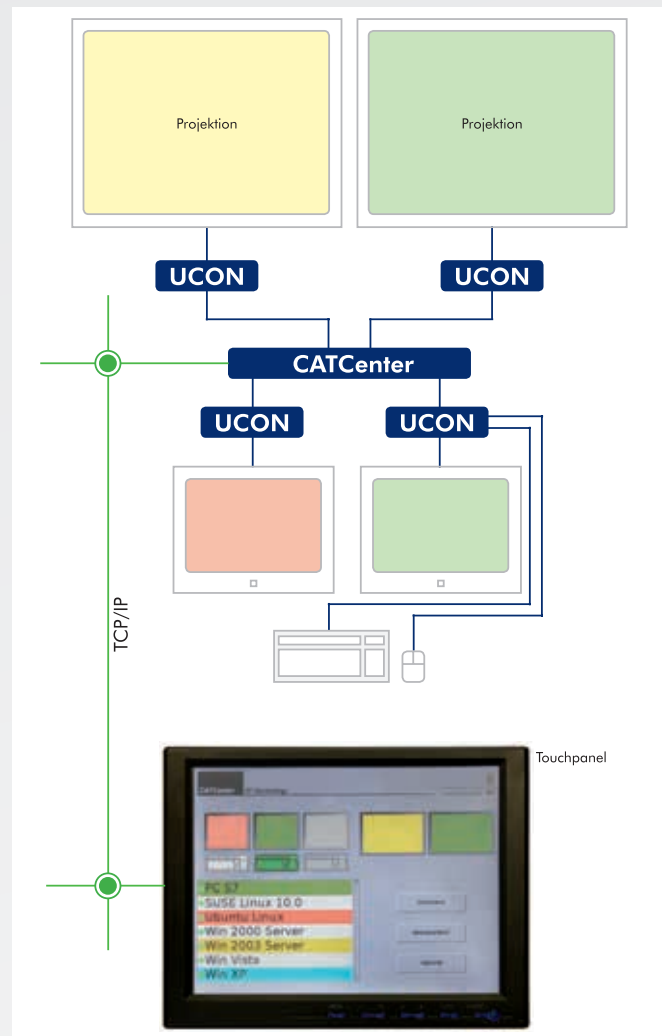 Projektion
Projektion
UCON
UCON
CATCenter
UCON
UCON
TCP/IP
Touchpanel
CATCenter
PC S7
SUSE Linux 10.0
Ubuntu Linux
Win 2000 Server
Win 2003 Server
Win Vista
Win XP